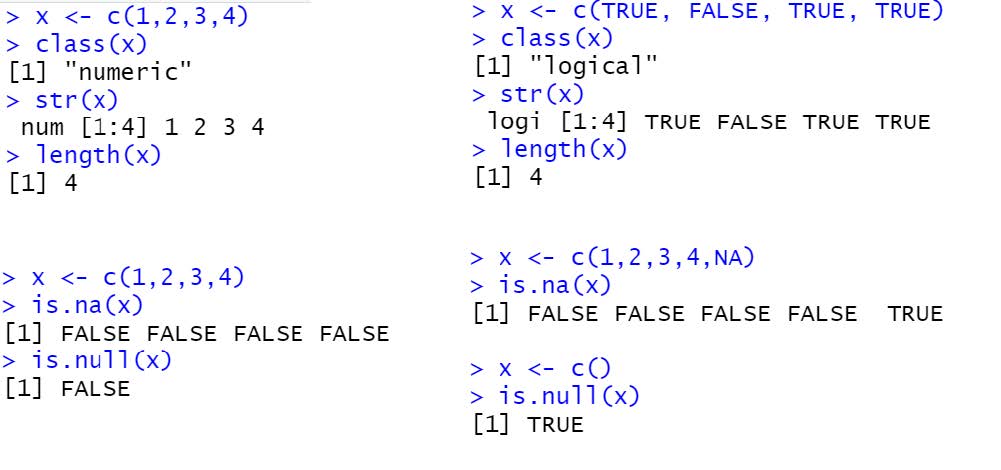 > x <- c(1,2,3,4)
> class(x)
[1] "numeric"
> str(x)
 num [1:4] 1 2 3 4
> length(x)
[1] 4
> x <- c(TRUE, FALSE, TRUE, TRUE)
> class(x)
[1] "logical"
> str(x)
 logi [1:4] TRUE FALSE TRUE TRUE
> length(x)
[1] 4
> x <- c(1,2,3,4)
> is.na(x)
[1] FALSE FALSE FALSE FALSE
> is.null(x)
[1] FALSE
> x <- c(1,2,3,4,NA)
> is.na(x)
[1] FALSE FALSE FALSE FALSE  TRUE
> x <- c()
> is.null(x)
[1] TRUE